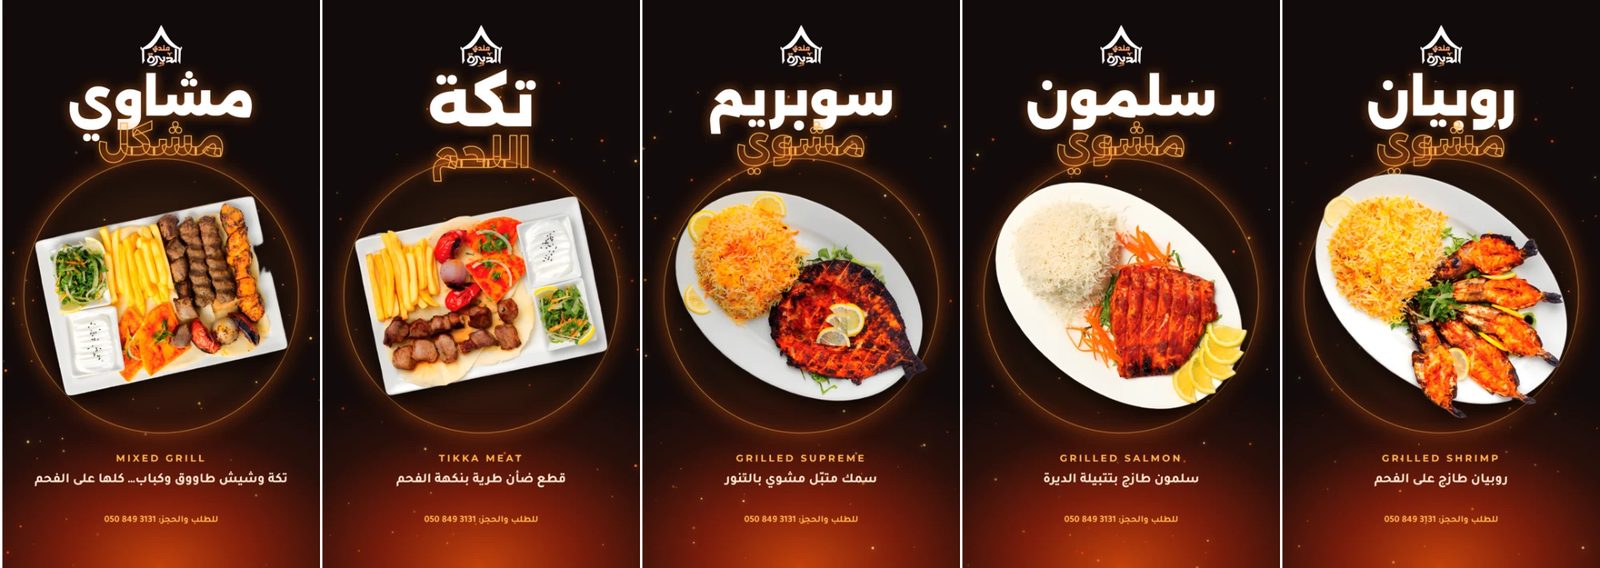 مندي
الديرة
مشاوي
مشكل
MIXED GRILL
تكة وشيش طاووق وكباب... كلها على الفحم
للطلب والحجز: 050 849 3131
مندي
الديرة
تكة
اللحم
TIKKA MEAT
قطع ضأن طرية بنكهة الفحم
للطلب والحجز: 050 849 3131
مندي
الديرة
سوبريم
مشوي
GRILLED SUPREME
سمك متبّل مشوي بالتنور
للطلب والحجز: 050 849 3131
مندي
الديرة
سلمون
مشوي
GRILLED SALMON
سلمون طازج بتتبيلة الديرة
للطلب والحجز: 050 849 3131
مندي
الديرة
روبيان
مشوي
GRILLED SHRIMP
روبيان طازج على الفحم
للطلب والحجز: 050 849 3131